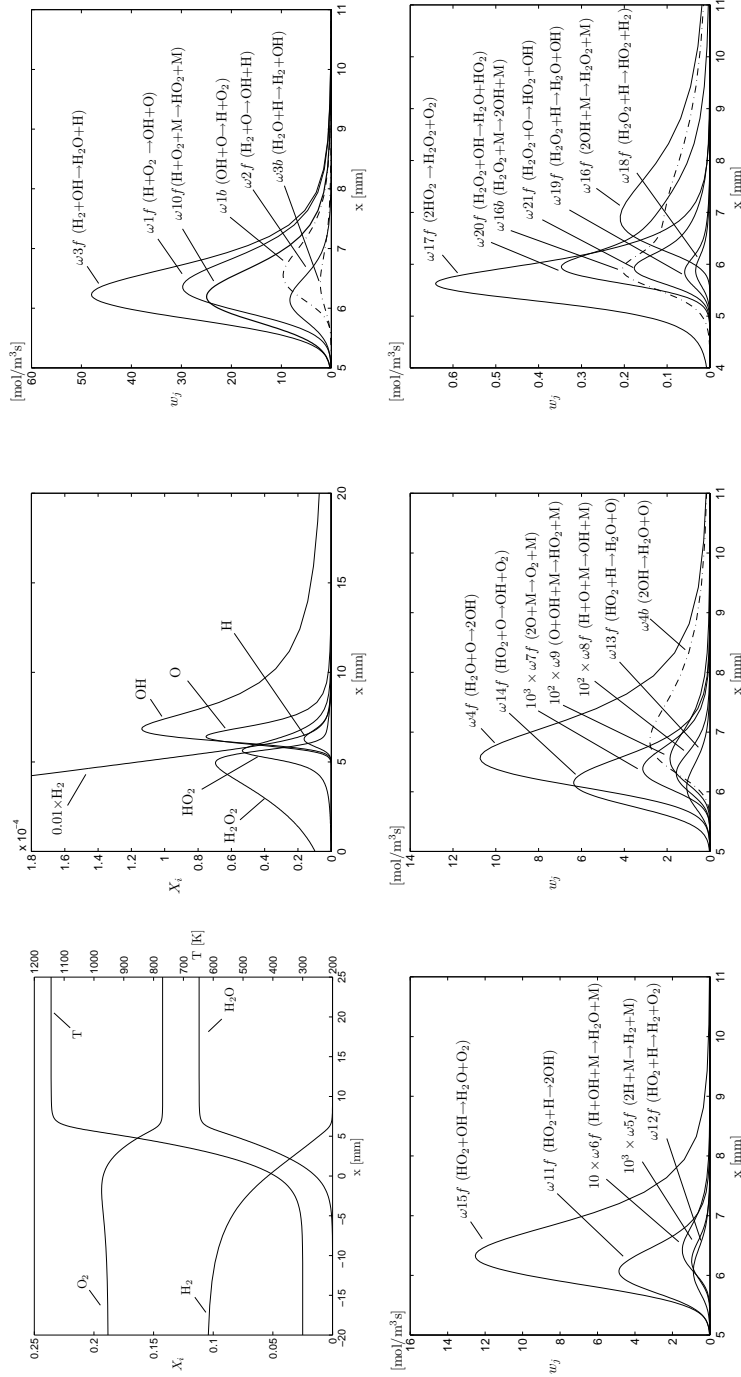 0.25
0.2
0.15
0.1
0.05
0
X_i
1200
1100
1000
900
800
700
600
500
400
300
200
T [K]
−20
−15
−10
−5
0
5
10
15
20
25
x [mm]
O₂
H₂
T
H₂O
x 10⁻⁴
1.8
1.6
1.4
1.2
1
0.8
0.6
0.4
0.2
0
X_i
0
5
10
15
20
x [mm]
0.01×H₂
OH
O
H
HO₂
H₂O₂
[mol/m³s]
60
50
40
30
20
10
0
w_j
5
6
7
8
9
10
11
x [mm]
ω3f (H₂+OH→H₂O+H)
ω1f (H+O₂ →OH+O)
ω10f(H+O₂+M→HO₂+M)
ω1b (OH+O→H+O₂)
ω2f (H₂+O→OH+H)
ω3b (H₂O+H→H₂+OH)
[mol/m³s]
16
14
12
10
8
6
4
2
0
w_j
5
6
7
8
9
10
11
x [mm]
ω15f (HO₂+OH→H₂O+O₂)
ω11f (HO₂+H→2OH)
10 × ω6f (H+OH+M→H₂O+M)
10³ × ω5f (2H+M→H₂+M)
ω12f (HO₂+H→H₂+O₂)
[mol/m³s]
14
12
10
8
6
4
2
0
w_j
5
6
7
8
9
10
11
x [mm]
ω4f (H₂O+O→2OH)
ω14f (HO₂+O→OH+O₂)
10³ × ω7f (2O+M→O₂+M)
10² × ω9 (O+OH+M→HO₂+M)
10² × ω8f (H+O+M→OH+M)
ω13f (HO₂+H→H₂O+O)
ω4b (2OH→H₂O+O)
[mol/m³s]
0.6
0.5
0.4
0.3
0.2
0.1
0
w_j
4
5
6
7
8
9
10
11
x [mm]
ω17f (2HO₂→H₂O₂+O₂)
ω20f (H₂O₂+OH→H₂O+HO₂)
ω16b (H₂O₂+M→2OH+M)
ω21f (H₂O₂+O→HO₂+OH)
ω19f (H₂O₂+H→H₂O+OH)
ω16f (2OH+M→H₂O₂+M)
ω18f (H₂O₂+H→HO₂+H₂)